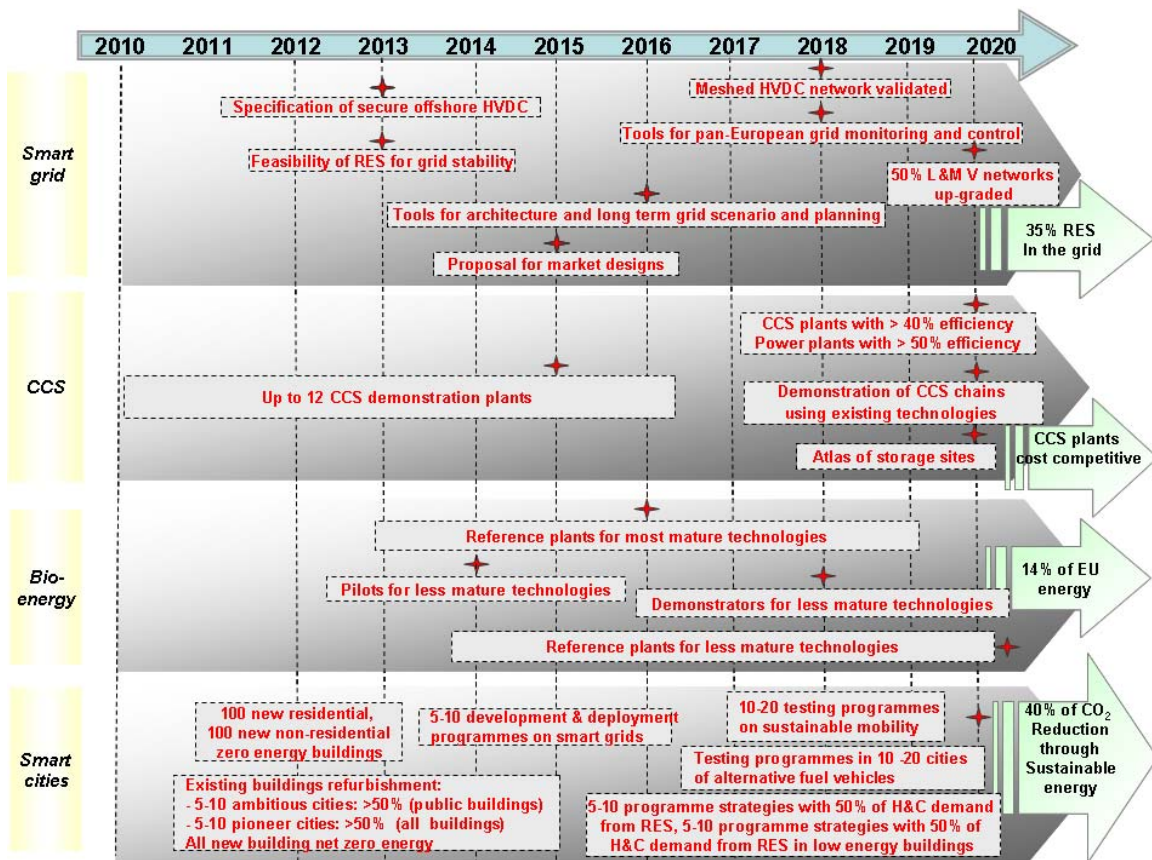 2010 2011 2012 2013 2014 2015 2016 2017 2018 2019 2020
Smart
grid
Specification of secure offshore HVDC
Feasibility of RES for grid stability
Meshed HVDC network validated
Tools for pan-European grid monitoring and control
50% L&M V networks
up-graded
Tools for architecture and long term grid scenario and planning
Proposal for market designs
35% RES
In the grid
CCS
CCS plants with > 40% efficiency
Power plants with > 50% efficiency
Up to 12 CCS demonstration plants
Demonstration of CCS chains
using existing technologies
Atlas of storage sites
CCS plants
cost competitive
Bio-
energy
Reference plants for most mature technologies
Pilots for less mature technologies
Demonstrators for less mature technologies
Reference plants for less mature technologies
14% of EU
energy
Smart
cities
100 new residential,
100 new non-residential
zero energy buildings
5-10 development & deployment
programmes on smart grids
10-20 testing programmes
on sustainable mobility
Testing programmes in 10 -20 cities
of alternative fuel vehicles
Existing buildings refurbishment:
- 5-10 ambitious cities: >50% (public buildings)
- 5-10 pioneer cities: >50% (all buildings)
All new building net zero energy
5-10 programme strategies with 50% of H&C demand
from RES, 5-10 programme strategies with 50% of
H&C demand from RES in low energy buildings
40% of CO₂
Reduction
through
Sustainable
energy